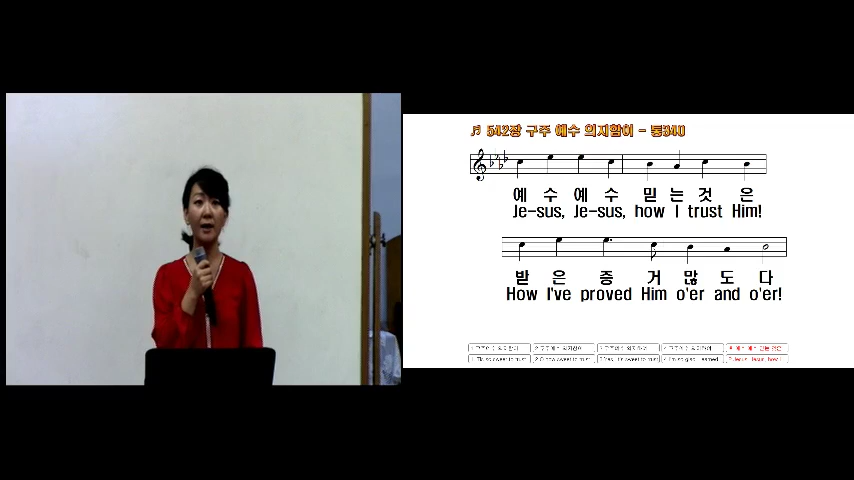 ♬ 542장 구주 예수 의지함이 - 통340
예 수 예 수 믿 는 것 은
Je-sus, Je-sus, how I trust Him!
받 은 증 거 많 도 다
How I've proved Him o'er and o'er!